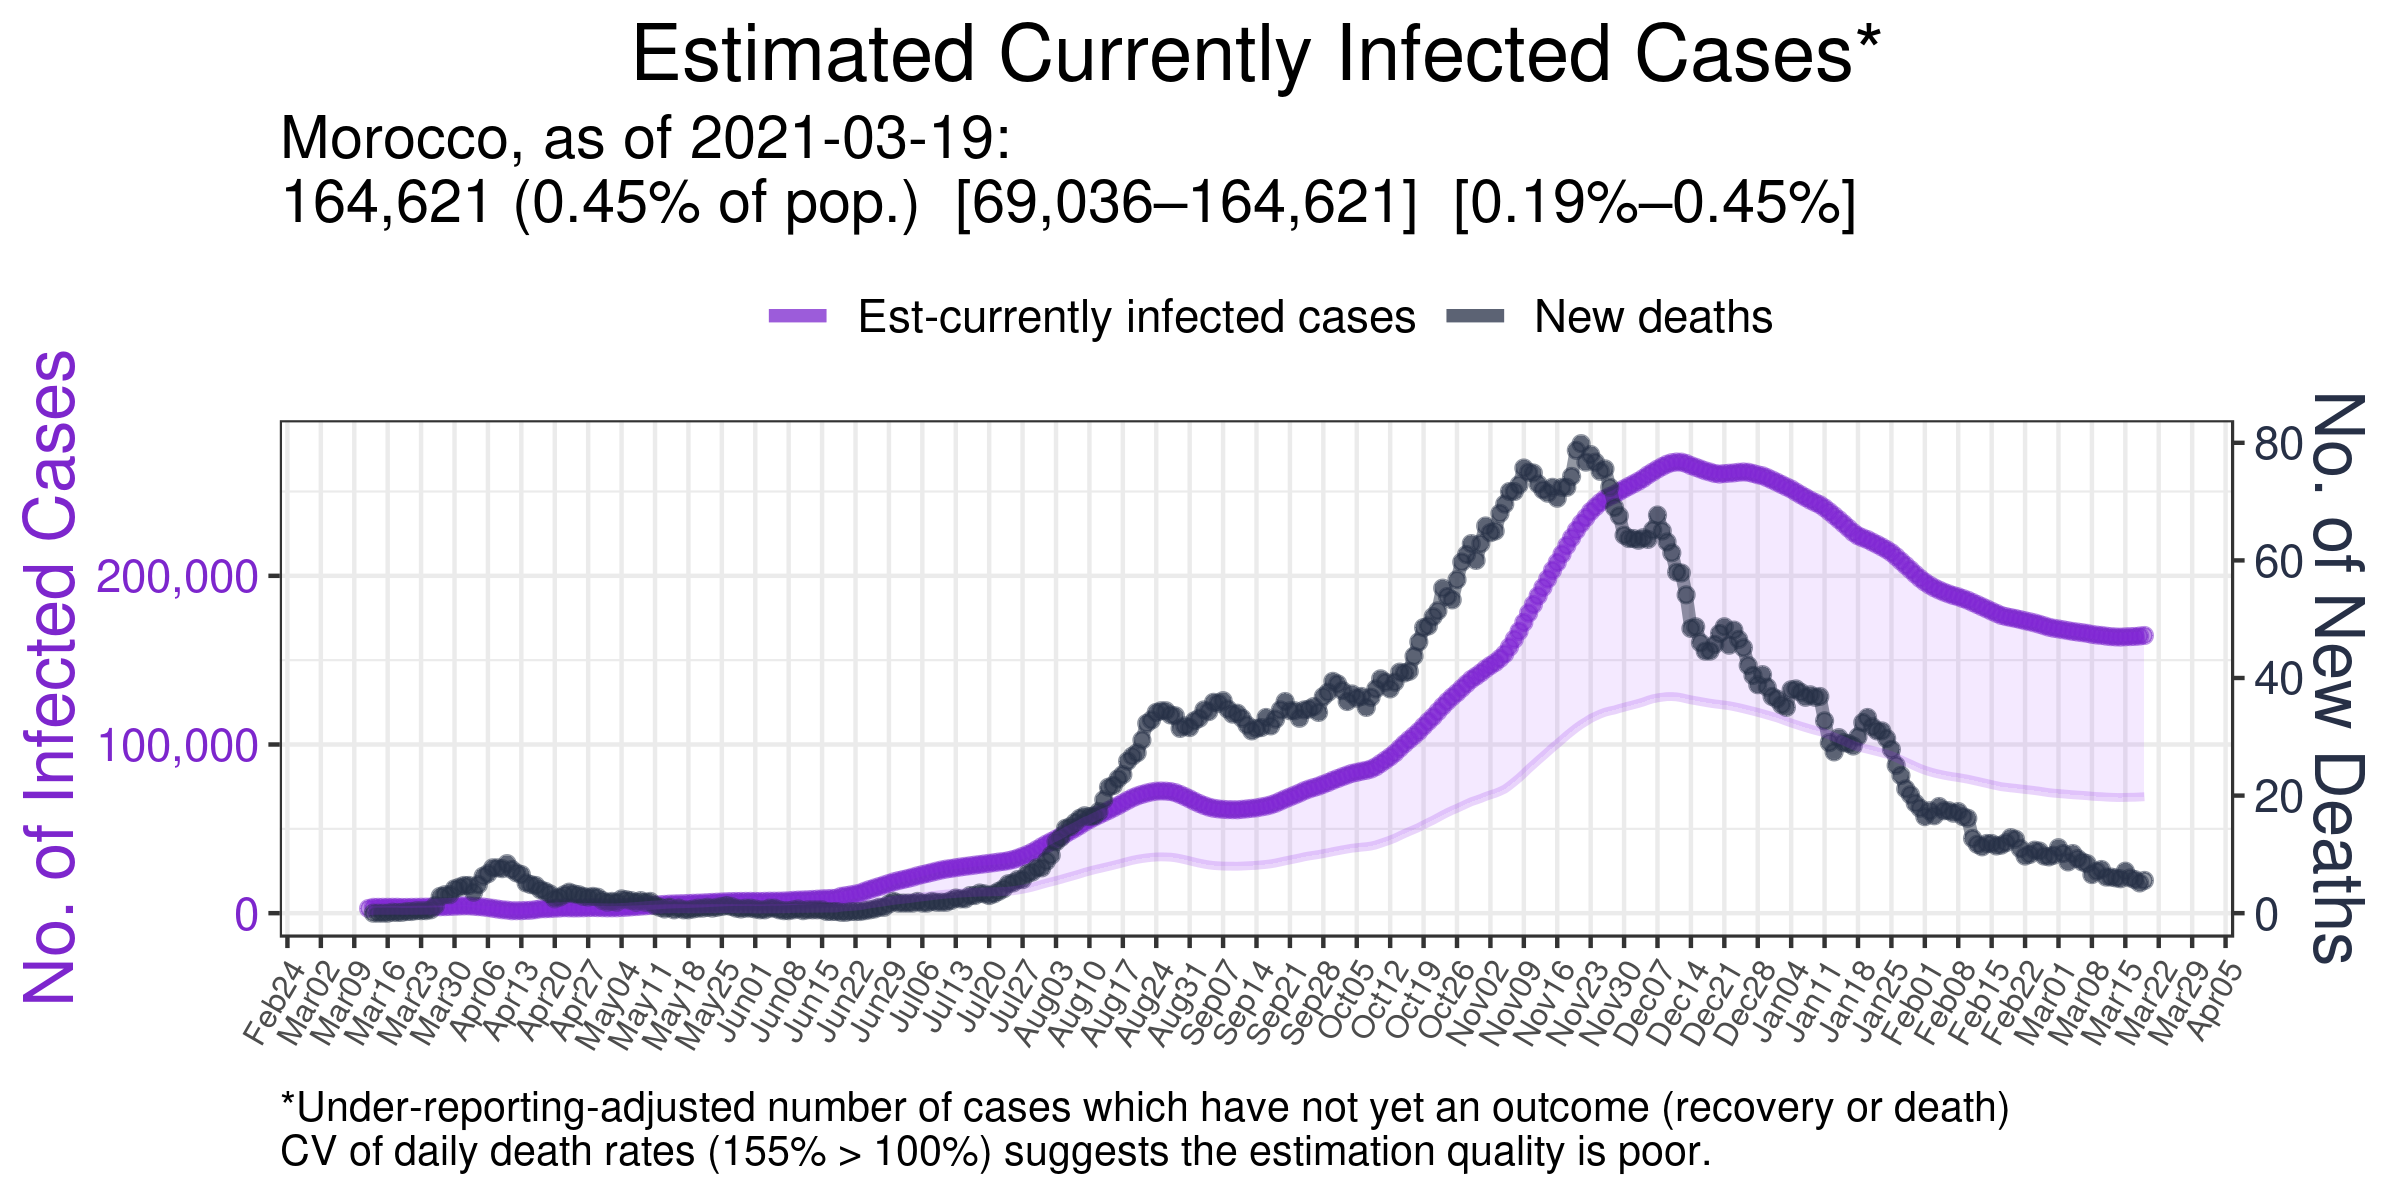 Estimated Currently Infected Cases*
Morocco, as of 2021-03-19:
164,621 (0.45% of pop.)  [69,036–164,621]  [0.19%–0.45%]
Est-currently infected cases
New deaths
No. of Infected Cases
200,000
100,000
0
80
60
40
20
0
No. of New Deaths
Feb24
Mar02
Mar09
Mar16
Mar23
Mar30
Apr06
Apr13
Apr20
Apr27
May04
May11
May18
May25
Jun01
Jun08
Jun15
Jun22
Jun29
Jul06
Jul13
Jul20
Jul27
Aug03
Aug10
Aug17
Aug24
Aug31
Sep07
Sep14
Sep21
Sep28
Oct05
Oct12
Oct19
Oct26
Nov02
Nov09
Nov16
Nov23
Nov30
Dec07
Dec14
Dec21
Dec28
Jan04
Jan11
Jan18
Jan25
Feb01
Feb08
Feb15
Feb22
Mar01
Mar08
Mar15
Mar22
Mar29
Apr05
*Under-reporting-adjusted number of cases which have not yet an outcome (recovery or death)
CV of daily death rates (155% > 100%) suggests the estimation quality is poor.